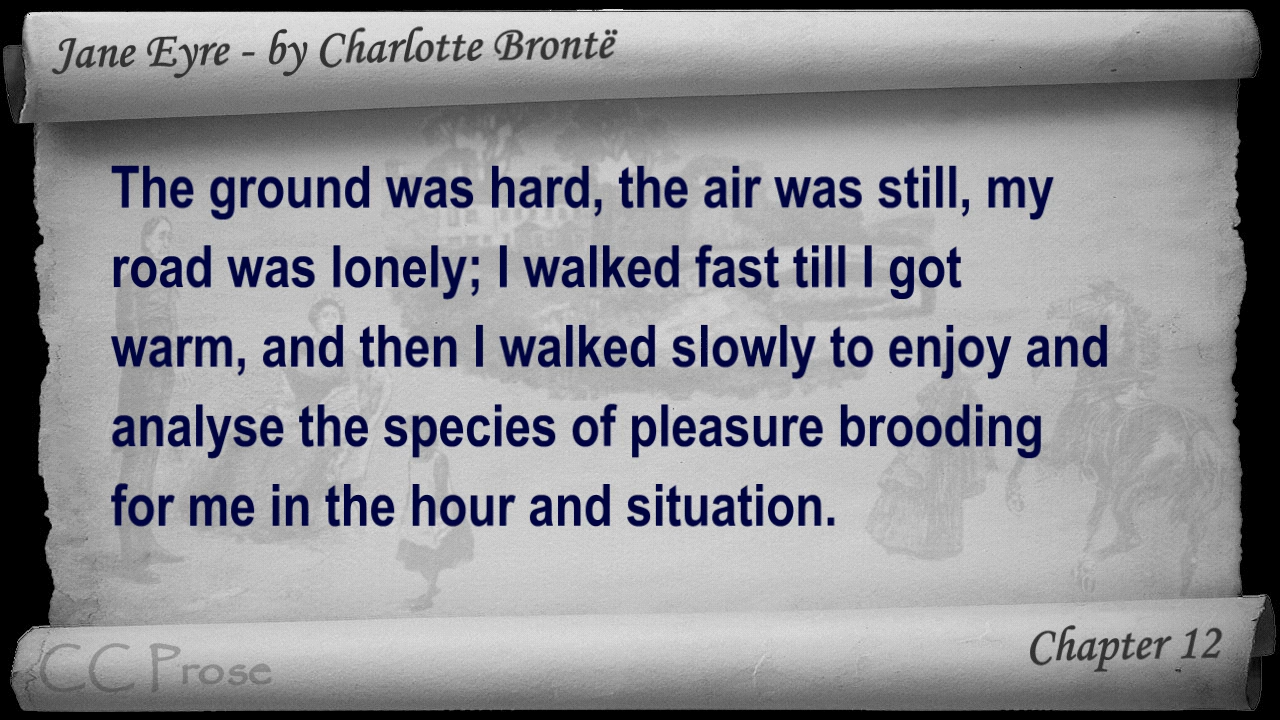 Jane Eyre - by Charlotte Brontë
The ground was hard, the air was still, my
road was lonely; I walked fast till I got
warm, and then I walked slowly to enjoy and
analyse the species of pleasure brooding
for me in the hour and situation.
CC Prose
Chapter 12